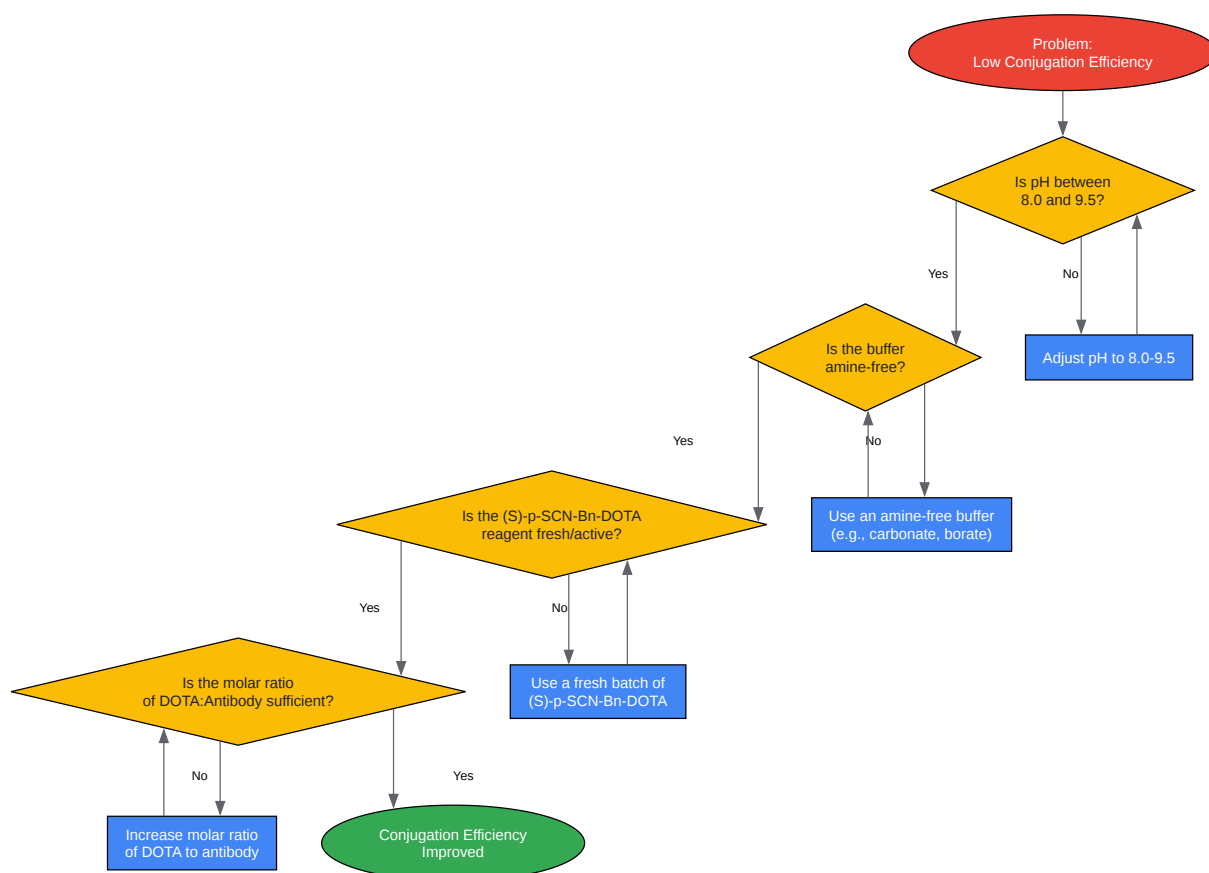 Problem:
Low Conjugation Efficiency
Is pH between
8.0 and 9.5?
Yes
No
Is the buffer
amine-free?
Adjust pH to 8.0-9.5
Yes
No
Is the (S)-p-SCN-Bn-DOTA
reagent fresh/active?
Use an amine-free buffer
(e.g., carbonate, borate)
Yes
No
Is the molar ratio
of DOTA:Antibody sufficient?
Use a fresh batch of
(S)-p-SCN-Bn-DOTA
No
Yes
Increase molar ratio
of DOTA to antibody
Conjugation Efficiency
Improved